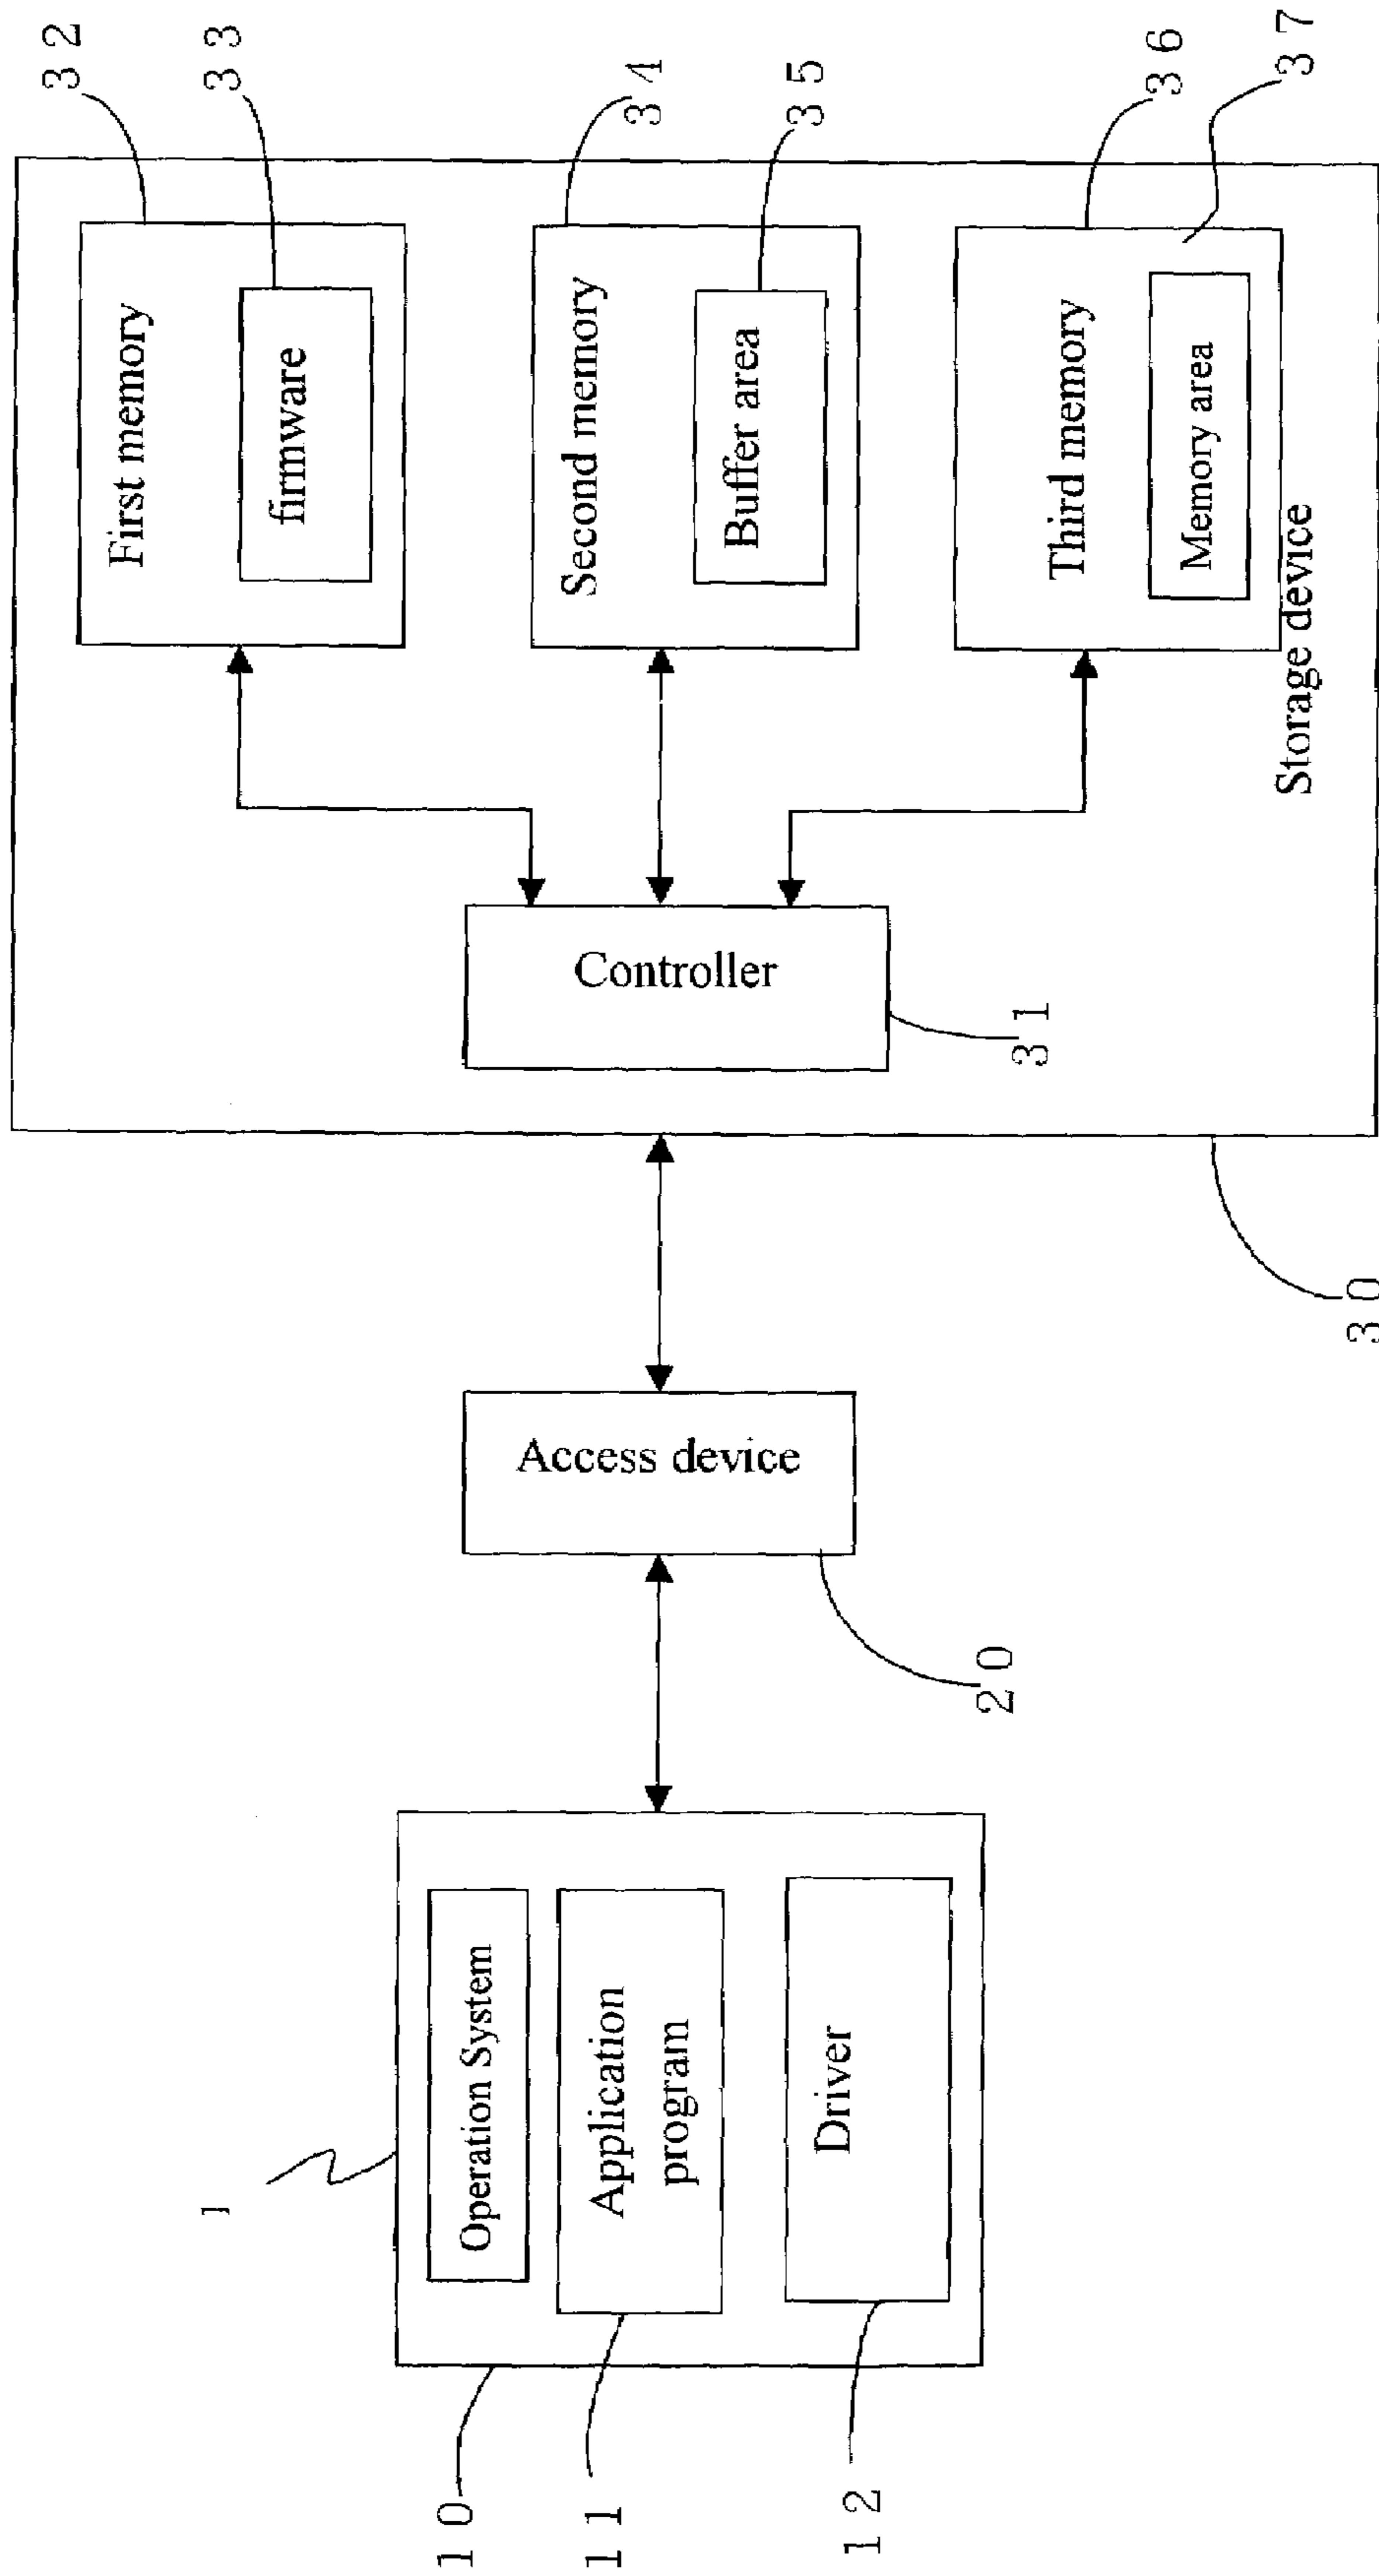 1
10
Operation System
11
Application
program
12
Driver
20
Access device
30
Storage device
31
Controller
32
First memory
33
firmware
34
Second memory
35
Buffer area
36
Third memory
37
Memory area